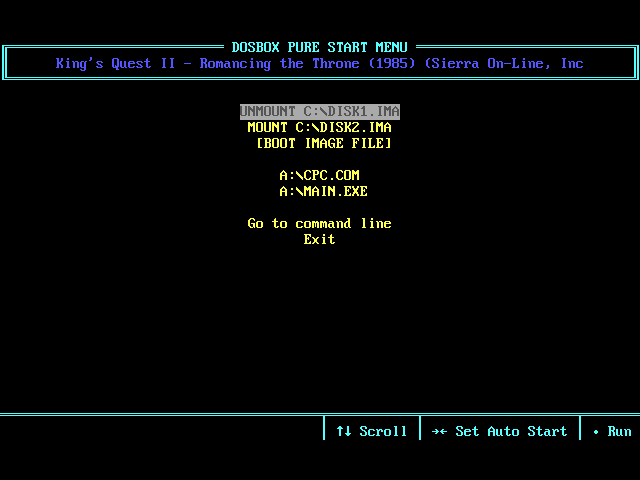 DOSBOX PURE START MENU
King's Quest II - Romancing the Throne (1985) (Sierra On-Line, Inc
UNMOUNT C:\DISK1.IMA
MOUNT C:\DISK2.IMA
[BOOT IMAGE FILE]
A:\CPC.COM
A:\MAIN.EXE
Go to command line
Exit
↑↓ Scroll
→← Set Auto Start
• Run